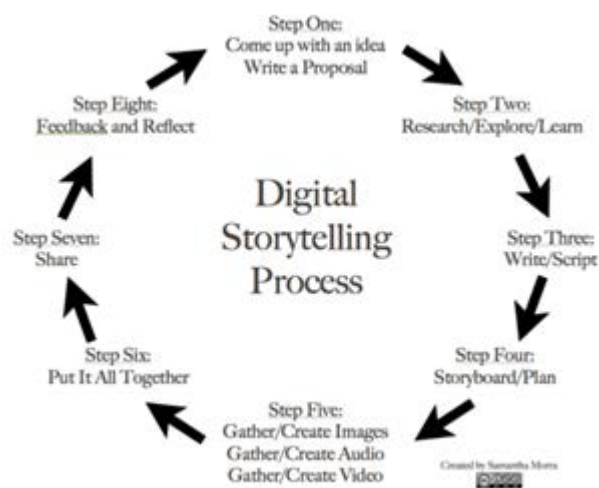 Step One:
Come up with an idea
Write a Proposal
Step Two:
Research/Explore/Learn
Step Three:
Write/Script
Step Four:
Storyboard/Plan
Step Five:
Gather/Create Images
Gather/Create Audio
Gather/Create Video
Step Six:
Put It All Together
Step Seven:
Share
Step Eight:
Feedback and Reflect
Digital
Storytelling
Process
Created by Samantha Morra